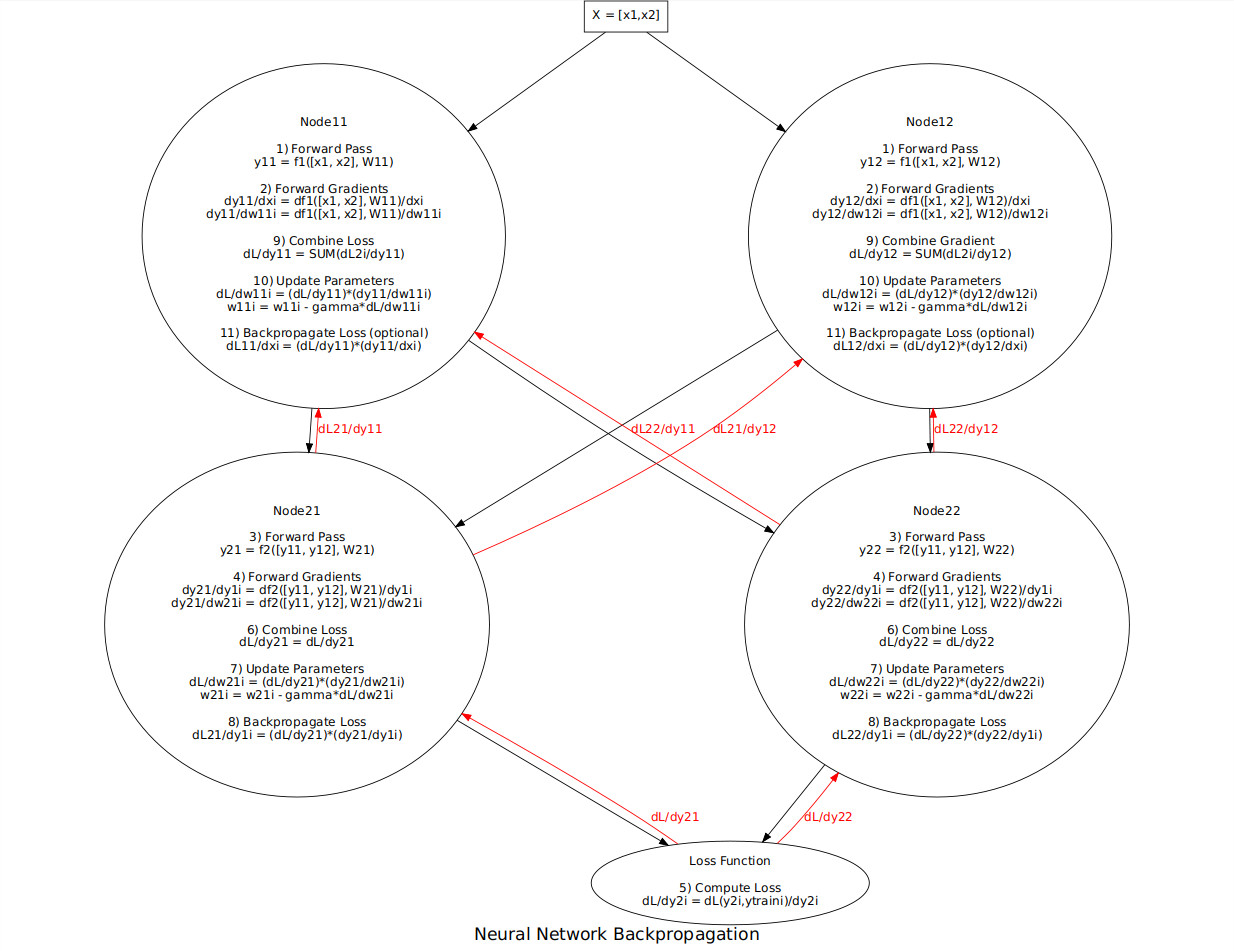 X = [x1,x2]
Node11
1) Forward Pass
y11 = f1([x1, x2], W11)
2) Forward Gradients
dy11/dxi = df1([x1, x2], W11)/dxi
dy11/dw11i = df1([x1, x2], W11)/dw11i
9) Combine Loss
dL/dy11 = SUM(dL2i/dy11)
10) Update Parameters
dL/dw11i = (dL/dy11)*(dy11/dw11i)
w11i = w11i - gamma*dL/dw11i
11) Backpropagate Loss (optional)
dL11/dxi = (dL/dy11)*(dy11/dxi)
Node12
1) Forward Pass
y12 = f1([x1, x2], W12)
2) Forward Gradients
dy12/dxi = df1([x1, x2], W12)/dxi
dy12/dw12i = df1([x1, x2], W12)/dw12i
9) Combine Gradient
dL/dy12 = SUM(dL2i/dy12)
10) Update Parameters
dL/dw12i = (dL/dy12)*(dy12/dw12i)
w12i = w12i - gamma*dL/dw12i
11) Backpropagate Loss (optional)
dL12/dxi = (dL/dy12)*(dy12/dxi)
dL21/dy11
dL22/dy11
dL21/dy12
dL22/dy12
Node21
3) Forward Pass
y21 = f2([y11, y12], W21)
4) Forward Gradients
dy21/dy1i = df2([y11, y12], W21)/dy1i
dy21/dw21i = df2([y11, y12], W21)/dw21i
6) Combine Loss
dL/dy21 = dL/dy21
7) Update Parameters
dL/dw21i = (dL/dy21)*(dy21/dw21i)
w21i = w21i - gamma*dL/dw21i
8) Backpropagate Loss
dL21/dy1i = (dL/dy21)*(dy21/dy1i)
Node22
3) Forward Pass
y22 = f2([y11, y12], W22)
4) Forward Gradients
dy22/dy1i = df2([y11, y12], W22)/dy1i
dy22/dw22i = df2([y11, y12], W22)/dw22i
6) Combine Loss
dL/dy22 = dL/dy22
7) Update Parameters
dL/dw22i = (dL/dy22)*(dy22/dw22i)
w22i = w22i - gamma*dL/dw22i
8) Backpropagate Loss
dL22/dy1i = (dL/dy22)*(dy22/dy1i)
dL/dy21
dL/dy22
Loss Function
5) Compute Loss
dL/dy2i = dL(y2i,ytraini)/dy2i
Neural Network Backpropagation